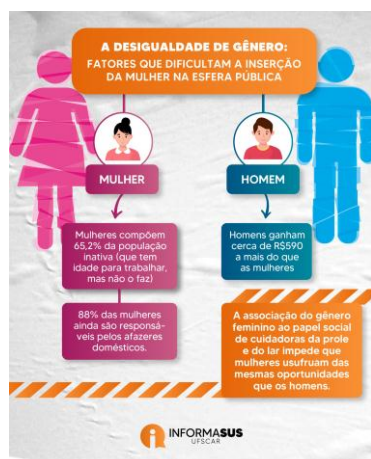 A DESIGUALDADE DE GÊNERO:
FATORES QUE DIFICULTAM A INSERÇÃO
DA MULHER NA ESFERA PÚBLICA
MULHER
HOMEM
Mulheres compõem
65,2% da população
inativa (que tem
idade para trabalhar,
mas não o faz)
88% das mulheres
ainda são responsá-
veis pelos afazeres
domésticos.
Homens ganham
cerca de R$590
a mais do que
as mulheres
A associação do gênero
feminino ao papel social
de cuidadoras da prole
e do lar impede que
mulheres usufruam das
mesmas oportunidades
que os homens.
INFORMASUS
UFSCAR